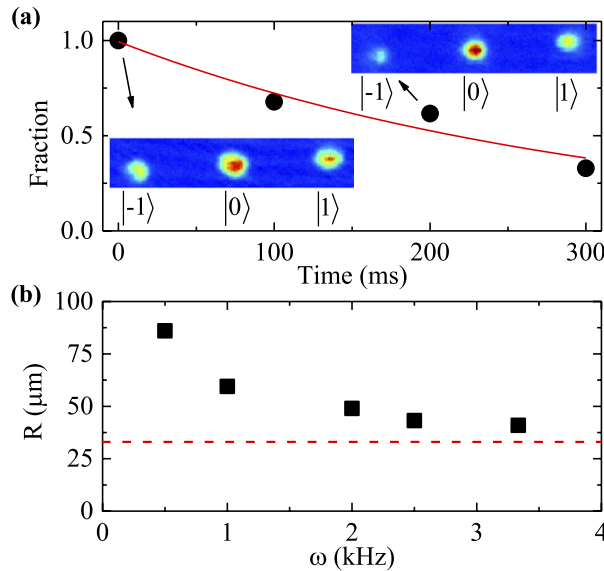 (a)
1.0
0.5
0.0
Fraction
|-1⟩ |0⟩ |1⟩
|-1⟩ |0⟩ |1⟩
0 100 200 300
Time (ms)
(b)
100
75
50
25
0
R (μm)
0 1 2 3 4
ω (kHz)